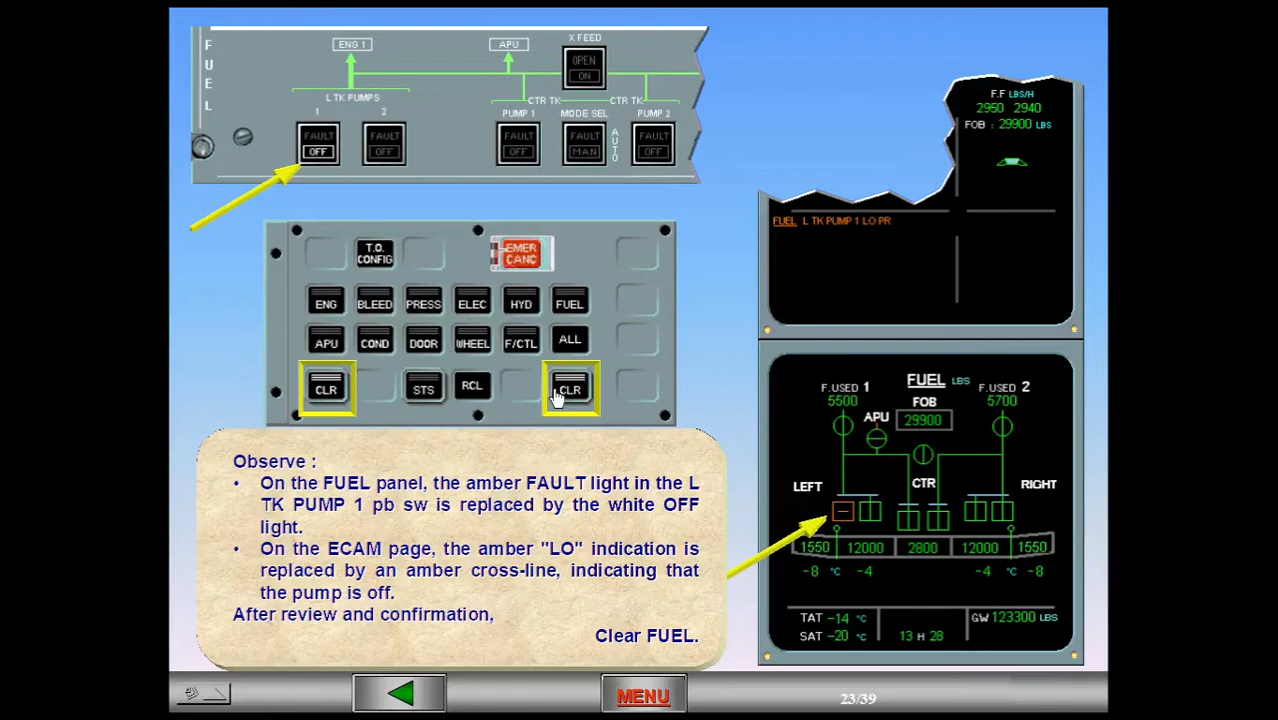 FUEL
ENG 1
APU
X FEED
OPEN
ON
L TK PUMPS
1
2
CTR TK
CTR TK
PUMP 1
MODE SEL
PUMP 2
FAULT
OFF
FAULT
OFF
FAULT
OFF
FAULT
MAN
AUTO
FAULT
OFF
T.O.
CONFIG
EMER
CANC
ENG
BLEED
PRESS
ELEC
HYD
FUEL
APU
COND
DOOR
WHEEL
F/CTL
ALL
CLR
STS
RCL
CLR
Observe :
• On the FUEL panel, the amber FAULT light in the L
TK PUMP 1 pb sw is replaced by the white OFF
light.
• On the ECAM page, the amber "LO" indication is
replaced by an amber cross-line, indicating that
the pump is off.
After review and confirmation,
Clear FUEL.
F.F LBS/H
2950 2940
FOB : 29900 LBS
FUEL L TK PUMP 1 LO PR
F.USED 1
FUEL LBS
F.USED 2
5500
FOB
5700
APU
29900
LEFT
CTR
RIGHT
1550 12000 2800 12000 1550
-8 °C -4
-4 °C -8
TAT -14 °C
GW 123300 LBS
SAT -20 °C
13 H 28
MENU
23/39